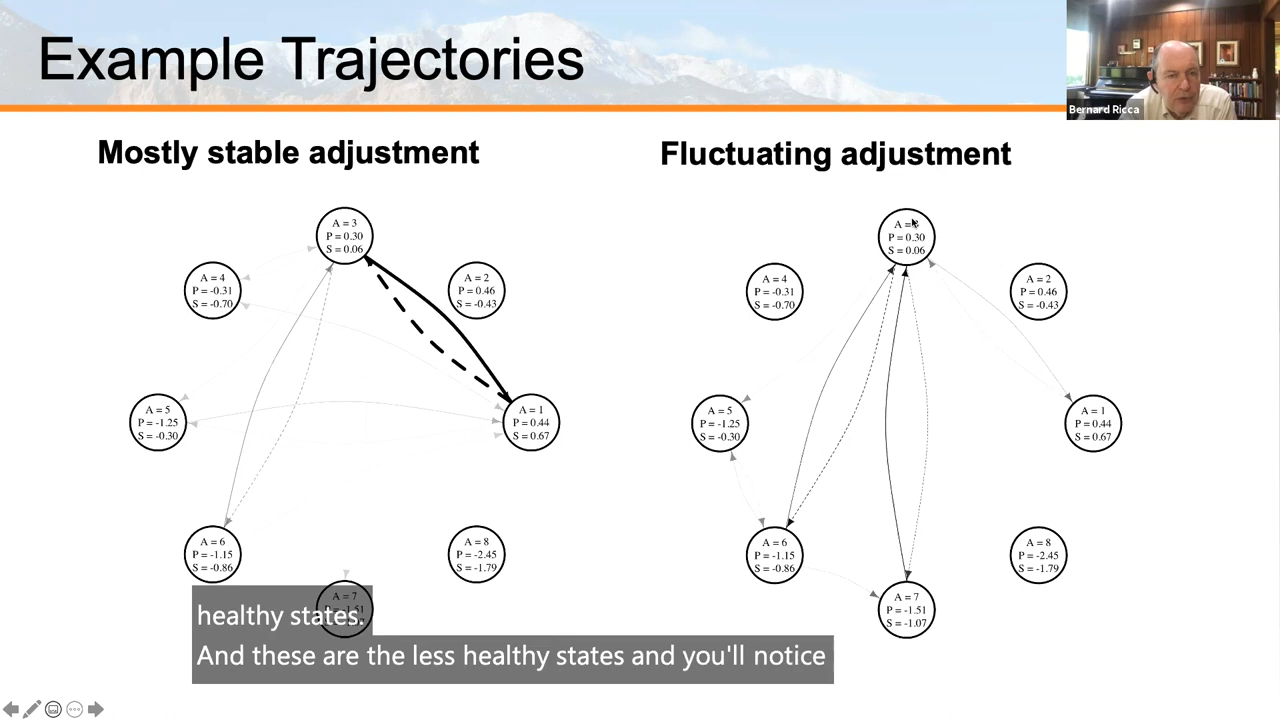 Example Trajectories
Bernard Ricca
Mostly stable adjustment
Fluctuating adjustment
A = 3
P = 0.30
S = 0.06
A = 4
P = -0.31
S = -0.70
A = 2
P = 0.46
S = -0.43
A = 5
P = -1.25
S = -0.30
A = 1
P = 0.44
S = 0.67
A = 6
P = -1.15
S = -0.86
A = 8
P = -2.45
S = -1.79
A = 7
A =
P = 0.30
S = 0.06
A = 4
P = -0.31
S = -0.70
A = 2
P = 0.46
S = -0.43
A = 5
P = -1.25
S = -0.30
A = 1
P = 0.44
S = 0.67
A = 6
P = -1.15
S = -0.86
A = 8
P = -2.45
S = -1.79
A = 7
P = -1.51
S = -1.07
healthy states.
And these are the less healthy states and you'll notice